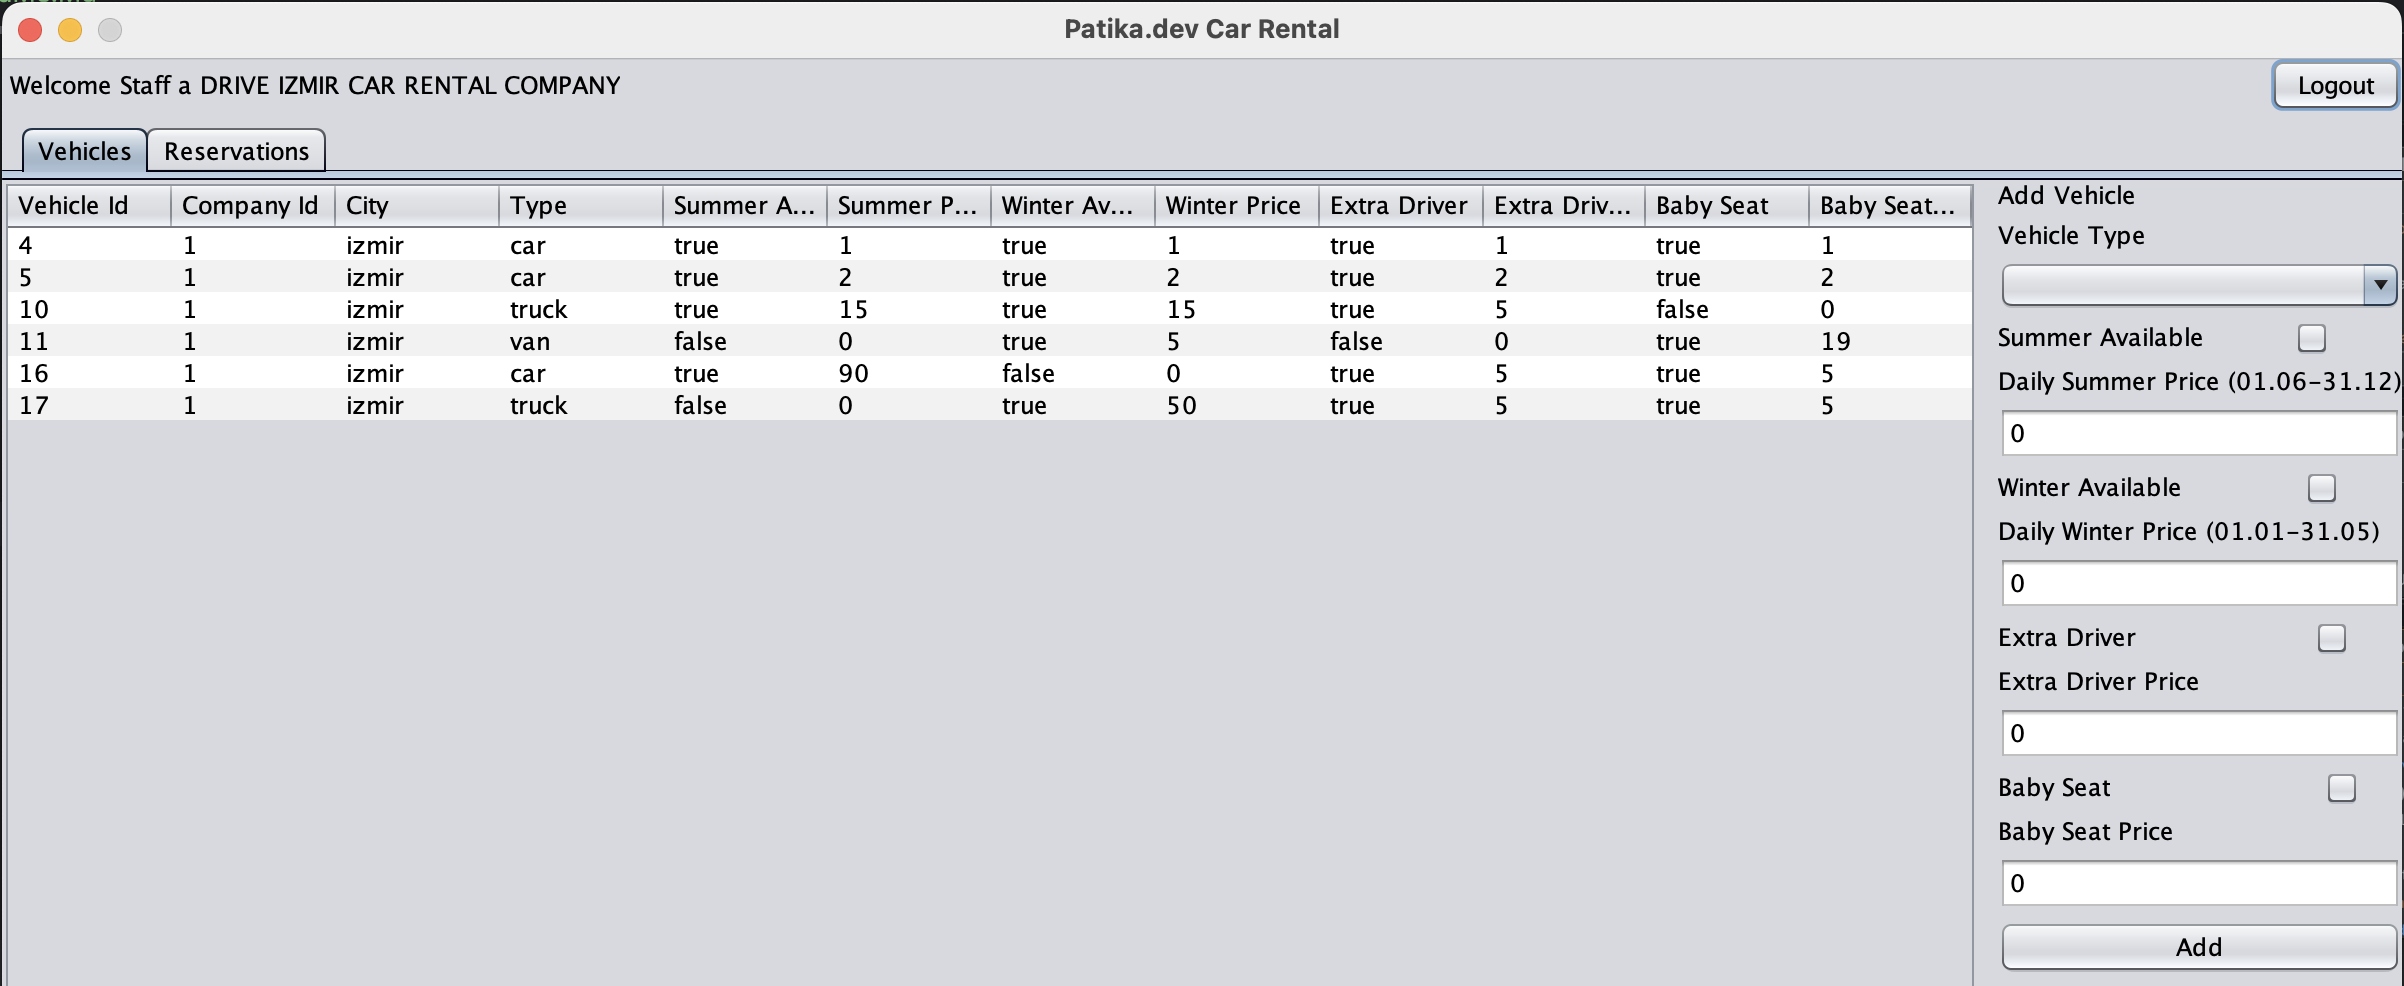 Patika.dev Car Rental
Welcome Staff a DRIVE IZMIR CAR RENTAL COMPANY
Logout
Vehicles Reservations
Vehicle Id Company Id City Type Summer A... Summer P... Winter Av... Winter Price Extra Driver Extra Driv... Baby Seat Baby Seat...
4 1 izmir car true 1 true 1 true 1 true 1
5 1 izmir car true 2 true 2 true 2 true 2
10 1 izmir truck true 15 true 15 true 5 false 0
11 1 izmir van false 0 true 5 false 0 true 19
16 1 izmir car true 90 false 0 true 5 true 5
17 1 izmir truck false 0 true 50 true 5 true 5
Add Vehicle
Vehicle Type
Summer Available
Daily Summer Price (01.06-31.12)
0
Winter Available
Daily Winter Price (01.01-31.05)
0
Extra Driver
Extra Driver Price
0
Baby Seat
Baby Seat Price
0
Add